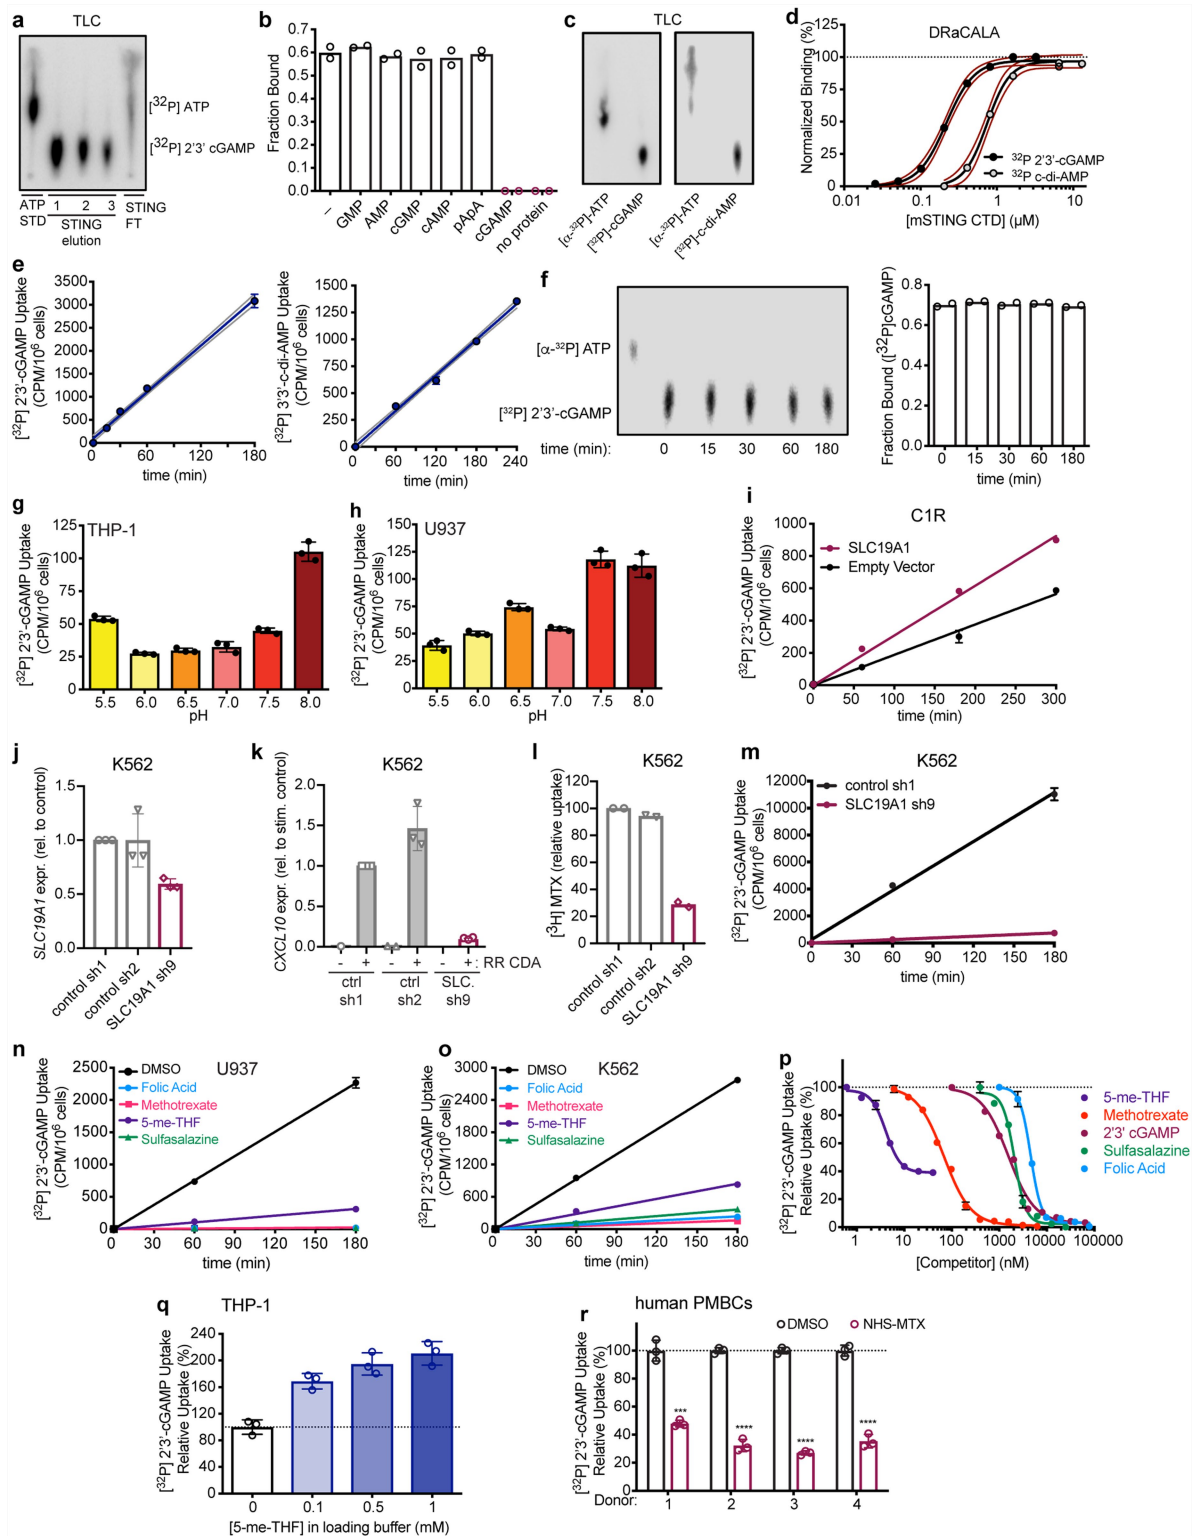 a
TLC
[32P] ATP
[32P] 2'3' cGAMP
ATP
STD
1 2 3
STING
elution
STING
FT
b
Fraction Bound
0.7
0.6
0.5
0.4
0.3
0.2
0.1
0.0
–
GMP
AMP
cGMP
cAMP
pApA
cGAMP
no protein
c
TLC
[α-32P]-ATP
[32P]-cGAMP
[α-32P]-ATP
[32P]-c-di-AMP
d
DRaCALA
Normalized Binding (%)
125
100
75
50
25
0
0.01 0.1 1 10
[mSTING CTD] (µM)
32P 2'3'-cGAMP
32P c-di-AMP
e
[32P] 2'3'-cGAMP Uptake
(CPM/106 cells)
3500
3000
2500
2000
1500
1000
500
0
0 60 120 180
time (min)
[32P] 3'3'-c-di-AMP Uptake
(CPM/106 cells)
1500
1250
1000
750
500
250
0
0 60 120 180 240
time (min)
f
[α-32P] ATP
[32P] 2'3'-cGAMP
time (min): 0 15 30 60 180
Fraction Bound ([32P]cGAMP)
0.8
0.6
0.4
0.2
0.0
0 15 30 60 180
time (min)
g
THP-1
[32P] 2'3'-cGAMP Uptake
(CPM/106 cells)
125
100
75
50
25
0
5.5 6.0 6.5 7.0 7.5 8.0
pH
h
U937
[32P] 2'3'-cGAMP Uptake
(CPM/106 cells)
150
125
100
75
50
25
0
5.5 6.0 6.5 7.0 7.5 8.0
pH
i
C1R
[32P] 2'3'-cGAMP Uptake
(CPM/106 cells)
1000
800
600
400
200
0
SLC19A1
Empty Vector
0 50 100 150 200 250 300
time (min)
j
K562
SLC19A1 expr. (rel. to control)
1.5
1.0
0.5
0.0
control sh1
control sh2
SLC19A1 sh9
k
K562
CXCL10 expr. (rel. to stim. control)
2.0
1.5
1.0
0.5
0.0
- + - + - + : RR CDA
ctrl
sh1
ctrl
sh2
SLC.
sh9
l
K562
[3H] MTX (relative uptake)
120
100
80
60
40
20
0
control sh1
control sh2
SLC19A1 sh9
m
K562
[32P] 2'3'-cGAMP Uptake
(CPM/106 cells)
12000
10000
8000
6000
4000
2000
0
control sh1
SLC19A1 sh9
0 30 60 90 120 150 180
time (min)
n
U937
[32P] 2'3'-cGAMP Uptake
(CPM/106 cells)
2500
2000
1500
1000
500
0
DMSO
Folic Acid
Methotrexate
5-me-THF
Sulfasalazine
0 30 60 90 120 150 180
time (min)
o
K562
[32P] 2'3'-cGAMP Uptake
(CPM/106 cells)
3000
2400
1800
1200
600
0
DMSO
Folic Acid
Methotrexate
5-me-THF
Sulfasalazine
0 30 60 90 120 150 180
time (min)
p
[32P] 2'3'-cGAMP Uptake
Relative Uptake (%)
100
80
60
40
20
0
1 10 100 1000 10000 100000
[Competitor] (nM)
5-me-THF
Methotrexate
2'3' cGAMP
Sulfasalazine
Folic Acid
q
THP-1
[32P] 2'3'-cGAMP Uptake
Relative Uptake (%)
240
200
160
120
80
40
0
0 0.1 0.5 1
[5-me-THF] in loading buffer (mM)
r
human PMBCs
DMSO NHS-MTX
[32P] 2'3'-cGAMP Uptake
Relative Uptake (%)
100
80
60
40
20
0
*** **** **** ****
Donor: 1 2 3 4